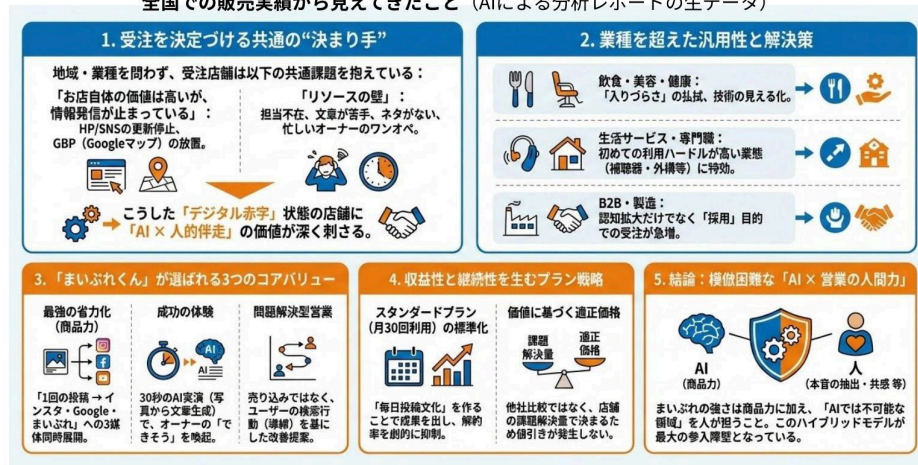 全国での販売実績から見えてきたこと（AIによる分析レポートの生データ）
1. 受注を決定づける共通の“決まり手”
地域・業種を問わず、受注店舗は以下の共通課題を抱えている：
「お店自体の価値は高いが、
情報発信が止まっている」：
HP/SNSの更新停止、
GBP（Googleマップ）の放置。
「リソースの壁」：
担当不在、文章が苦手、ネタがない、
忙しいオーナーのワンオペ。
こうした「デジタル赤字」状態の店舗に
「AI × 人的伴走」の価値が深く刺さる。
2. 業種を超えた汎用性と解決策
飲食・美容・健康：
「入りづらさ」の払拭、技術の見える化。
生活サービス・専門職：
初めての利用ハードルが高い業態
（補聴器・外構等）に特効。
B2B・製造：
認知拡大だけでなく「採用」目的
での受注が急増。
3. 「まいぷれくん」が選ばれる3つのコアバリュー
最強の省力化
（商品力）
「1回の投稿 → イ
ンスタ・Google・
まいぷれ」への3媒
体同時展開。
成功の体験
AI
AI
30秒のAI実演（写
真から文章生成）
で、オーナーの「で
きそう」を喚起。
問題解決型営業
売り込みではなく、
ユーザーの検索行
動（導線）を基に
した改善提案。
4. 収益性と継続性を生むプラン戦略
スタンダードプラン
（月30回利用）の標準化
「毎日投稿文化」を作る
ことで成果を出し、解約
率を劇的に抑制。
価値に基づく適正価格
課題
解決量
適正
価格
他社比較ではなく、店舗
の課題解決量で決まるた
め値引きが発生しない。
5. 結論：模倣困難な「AI × 営業の人間力」
AI
（商品力）
人
（本音の抽出・共感 等）
まいぷれの強さは商品力に加え、「AIでは不可能な
領域」を人が担うこと。このハイブリッドモデルが
最大の参入障壁となっている。